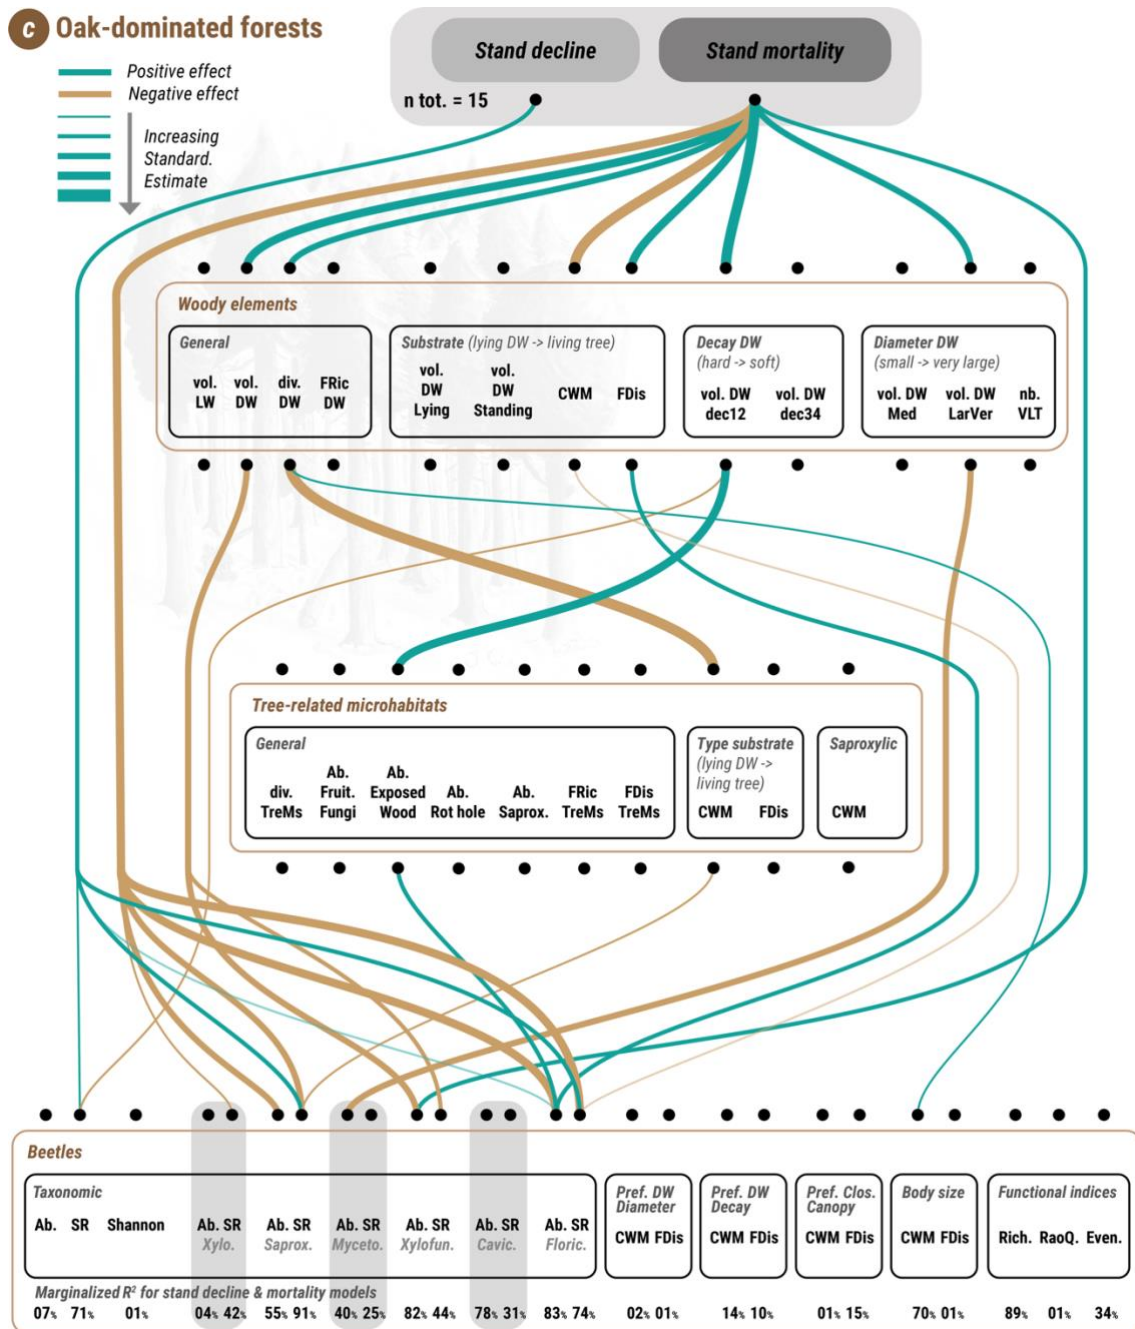 c Oak-dominated forests
Stand decline
Stand mortality
n tot. = 15
Positive effect
Negative effect
Increasing
Standard.
Estimate
Woody elements
General
vol. LW
vol. DW
div. DW
FRic DW
Substrate (lying DW -> living tree)
vol. DW Lying
vol. DW Standing
CWM
FDis
Decay DW
(hard -> soft)
vol. DW dec12
vol. DW dec34
Diameter DW
(small -> very large)
vol. DW Med
vol. DW LarVer
nb. VLT
Tree-related microhabitats
General
div. TreMs
Ab. Fruit. Fungi
Ab. Exposed Wood
Ab. Rot hole
Ab. Saprox.
FRic TreMs
FDis TreMs
Type substrate
(lying DW ->
living tree)
CWM FDis
Saproxylic
CWM
Beetles
Taxonomic
Ab. SR Shannon
Ab. SR
Xylo.
Ab. SR
Saprox.
Ab. SR
Myceto.
Ab. SR
Xylofun.
Ab. SR
Cavic.
Ab. SR
Floric.
Pref. DW
Diameter
CWM FDis
Pref. DW
Decay
CWM FDis
Pref. Clos.
Canopy
CWM FDis
Body size
CWM FDis
Functional indices
Rich. RaoQ. Even.
Marginalized R² for stand decline & mortality models
07% 71% 01% 04% 42% 55% 91% 40% 25% 82% 44% 78% 31% 83% 74% 02% 01% 14% 10% 01% 15% 70% 01% 89% 01% 34%